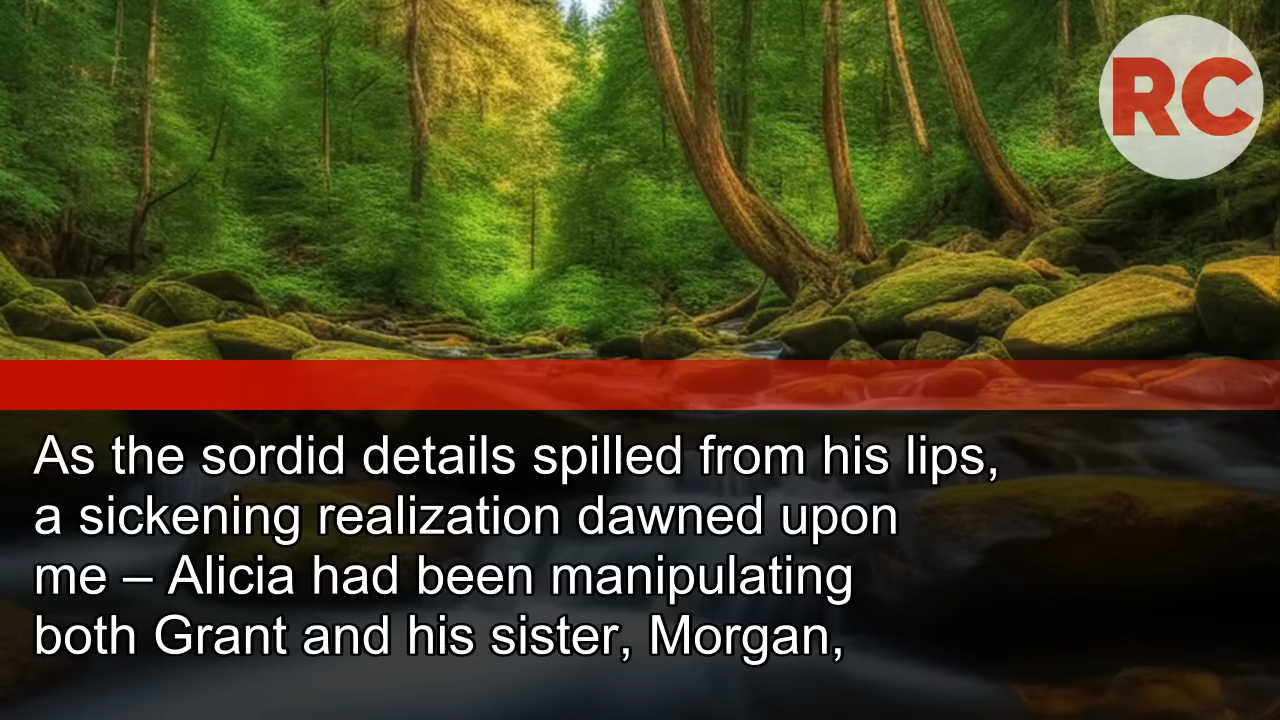 RC
As the sordid details spilled from his lips,
a sickening realization dawned upon
me – Alicia had been manipulating
both Grant and his sister, Morgan,